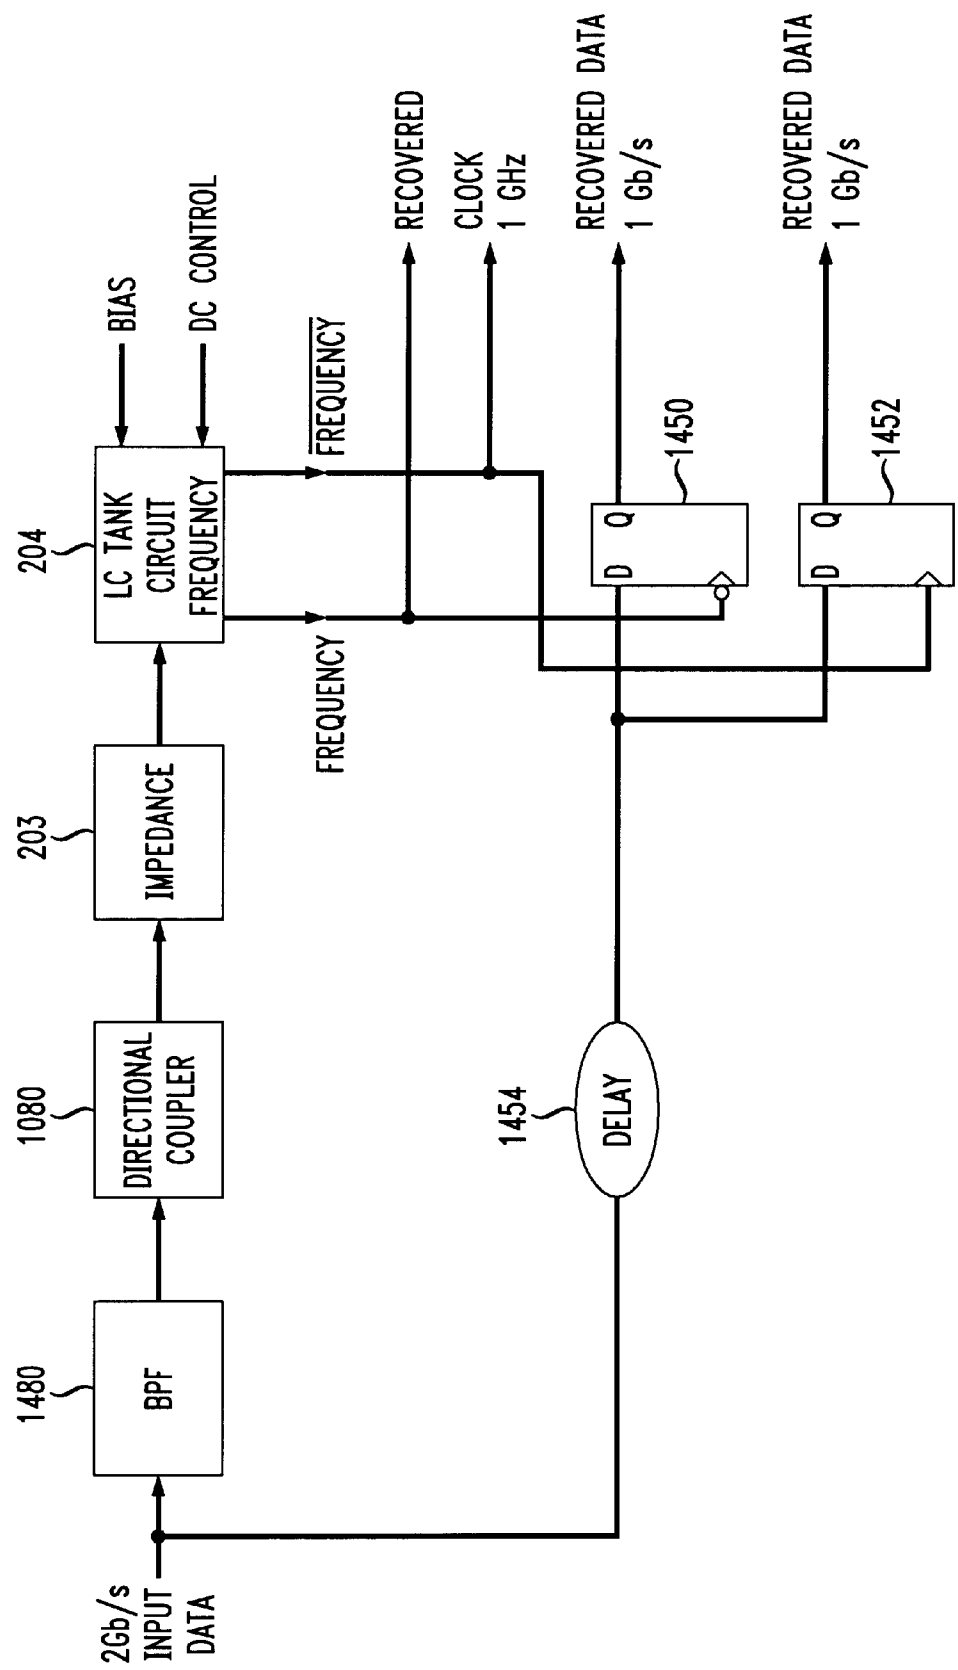 2Gb/s
INPUT
DATA
1480
BPF
1080
DIRECTIONAL
COUPLER
203
IMPEDANCE
204
LC TANK
CIRCUIT
FREQUENCY
BIAS
DC CONTROL
FREQUENCY
FREQUENCY
RECOVERED
CLOCK
1 GHz
1454
DELAY
D Q
1450
RECOVERED DATA
1 Gb/s
D Q
1452
RECOVERED DATA
1 Gb/s